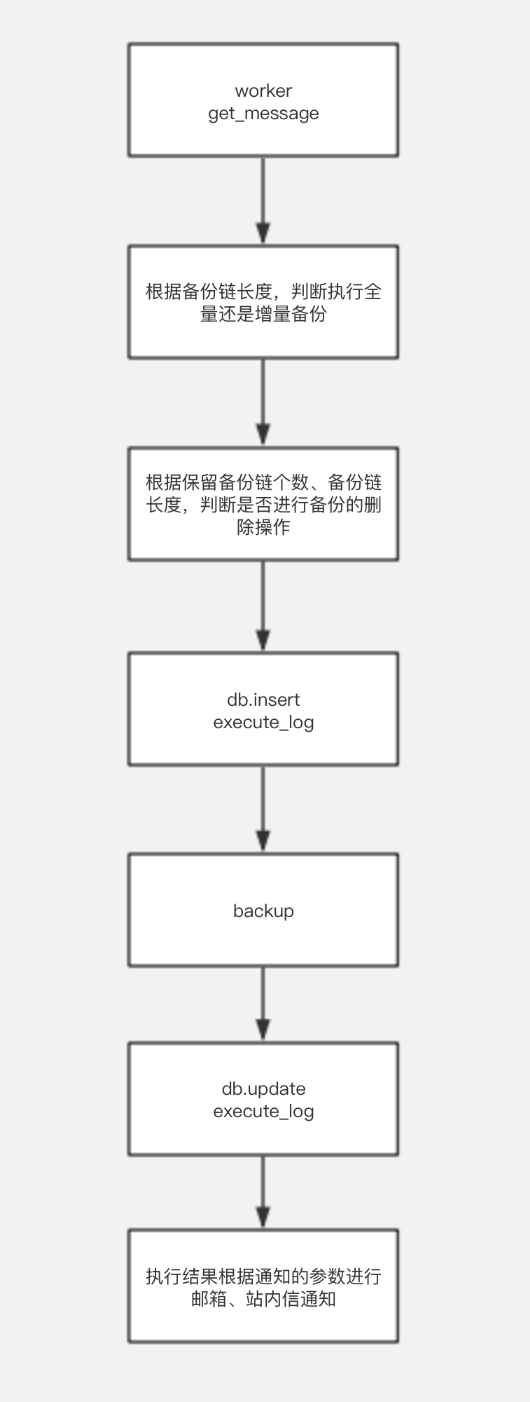 worker
get_message
根据备份链长度，判断执行全
量还是增量备份
根据保留备份链个数、备份链
长度，判断是否进行备份的删
除操作
db.insert
execute_log
backup
db.update
execute_log
执行结果根据通知的参数进行
邮箱、站内信通知